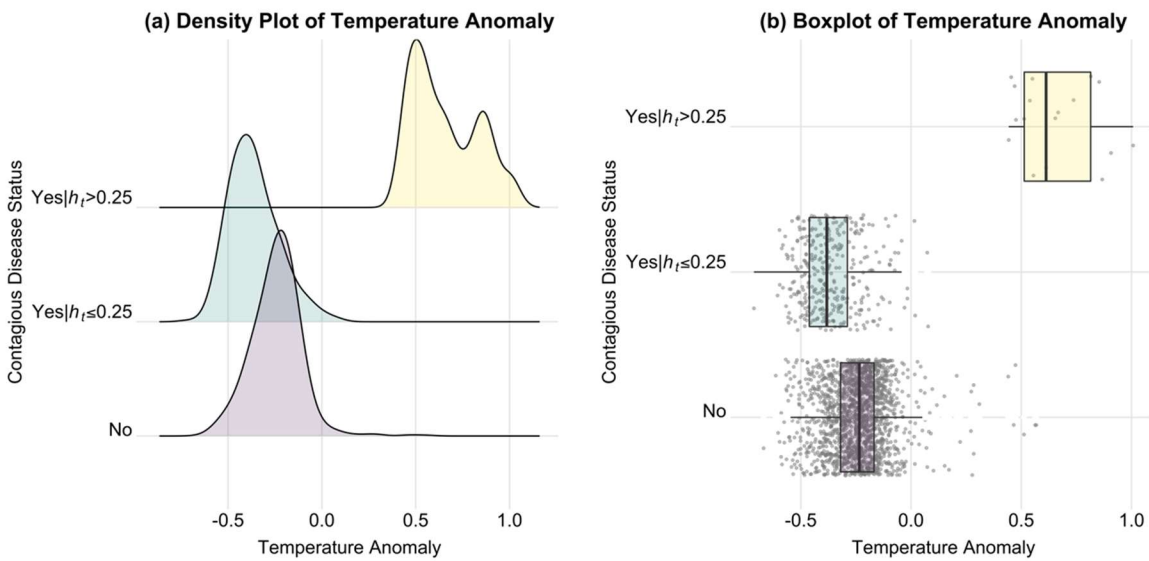 (a) Density Plot of Temperature Anomaly
Contagious Disease Status
Yes|hₜ>0.25
Yes|hₜ≤0.25
No
-0.5 0.0 0.5 1.0
Temperature Anomaly
(b) Boxplot of Temperature Anomaly
Contagious Disease Status
Yes|hₜ>0.25
Yes|hₜ≤0.25
No
-0.5 0.0 0.5 1.0
Temperature Anomaly